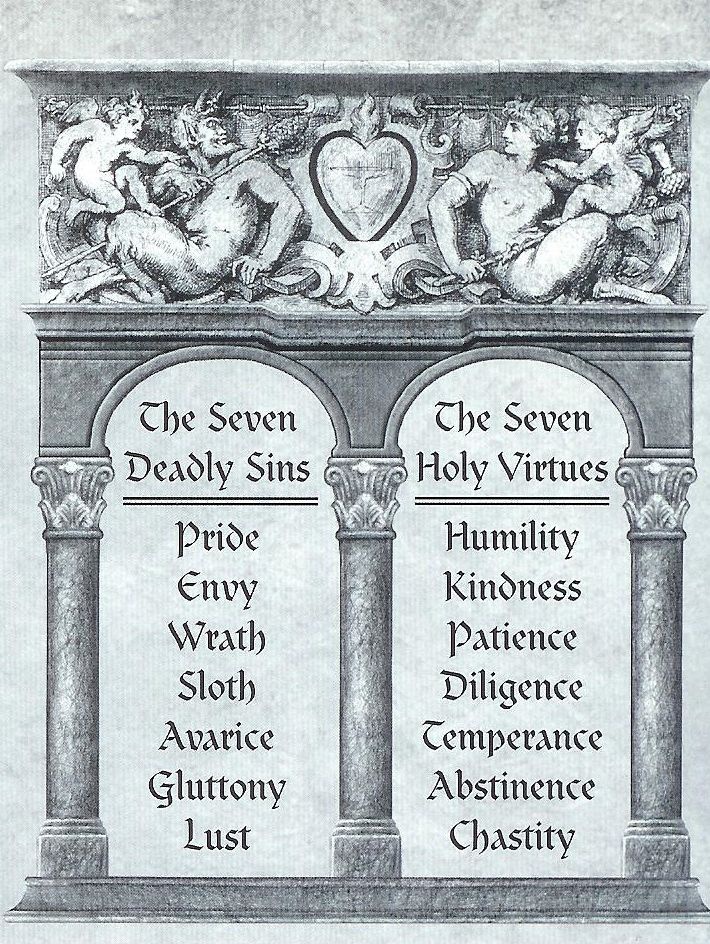 The Seven
Deadly Sins
Pride
Envy
Wrath
Sloth
Avarice
Gluttony
Lust
The Seven
Holy Virtues
Humility
Kindness
Patience
Diligence
Temperance
Abstinence
Chastity